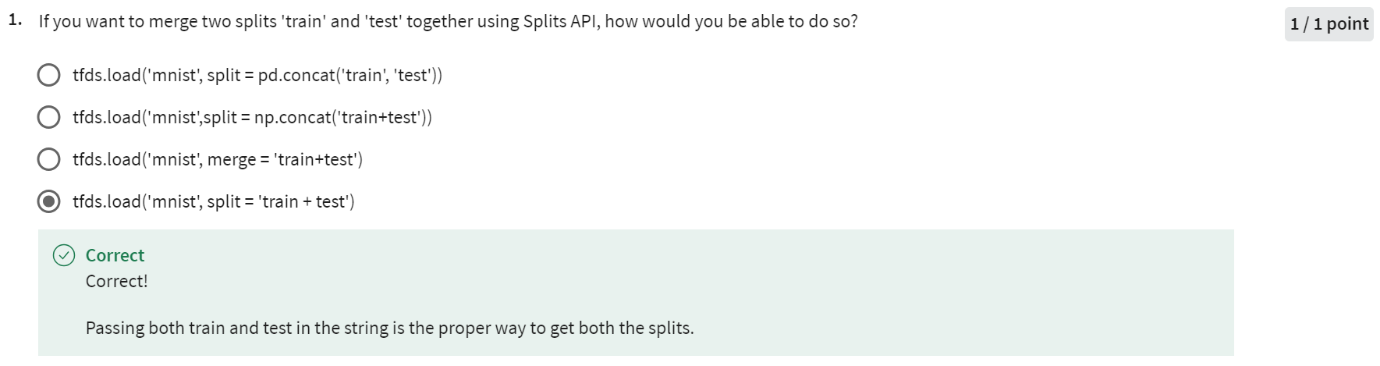 1. If you want to merge two splits 'train' and 'test' together using Splits API, how would you be able to do so?
1 / 1 point
tfds.load('mnist', split = pd.concat('train', 'test'))
tfds.load('mnist',split = np.concat('train+test'))
tfds.load('mnist', merge = 'train+test')
tfds.load('mnist', split = 'train + test')
Correct
Correct!
Passing both train and test in the string is the proper way to get both the splits.